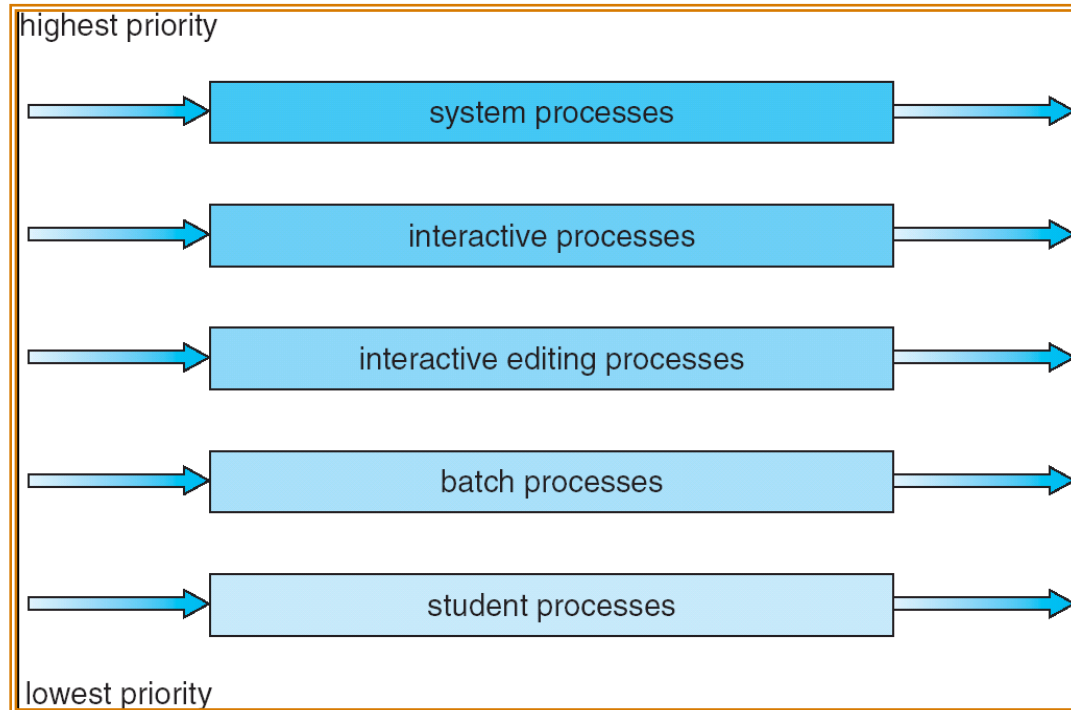 highest priority
system processes
interactive processes
interactive editing processes
batch processes
student processes
lowest priority